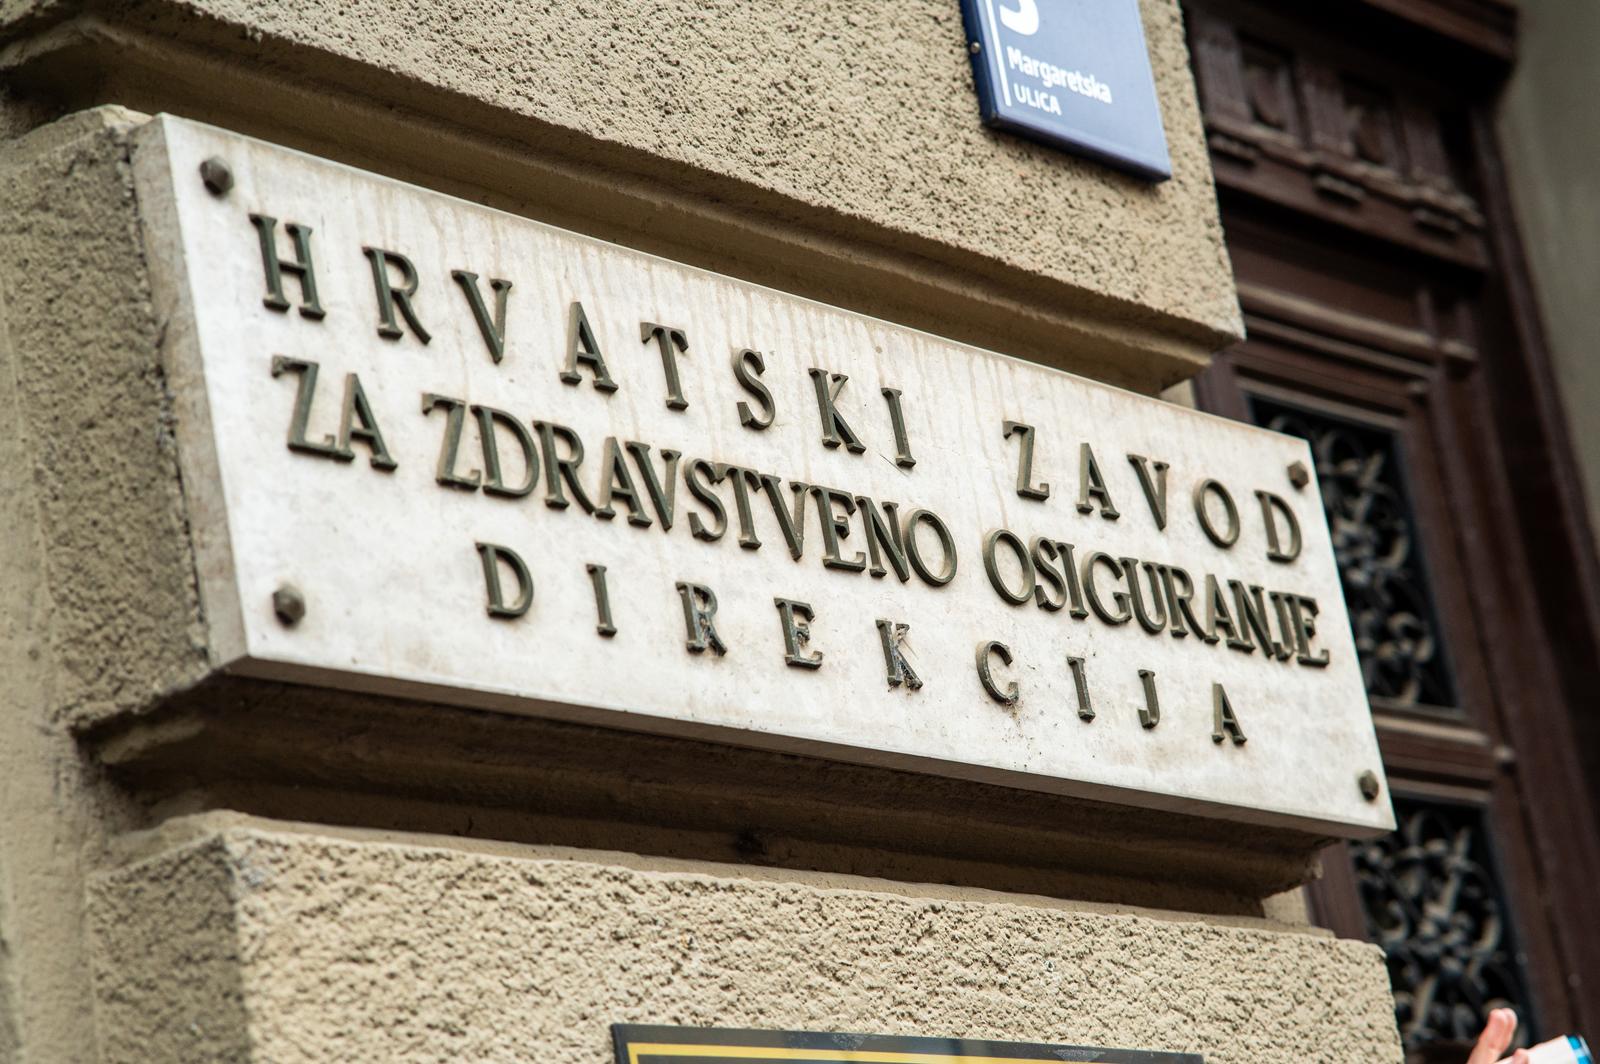 Margaretska
ULICA
HRVATSKI ZAVOD
ZA ZDRAVSTVENO OSIGURANJE
DIREKCIJA